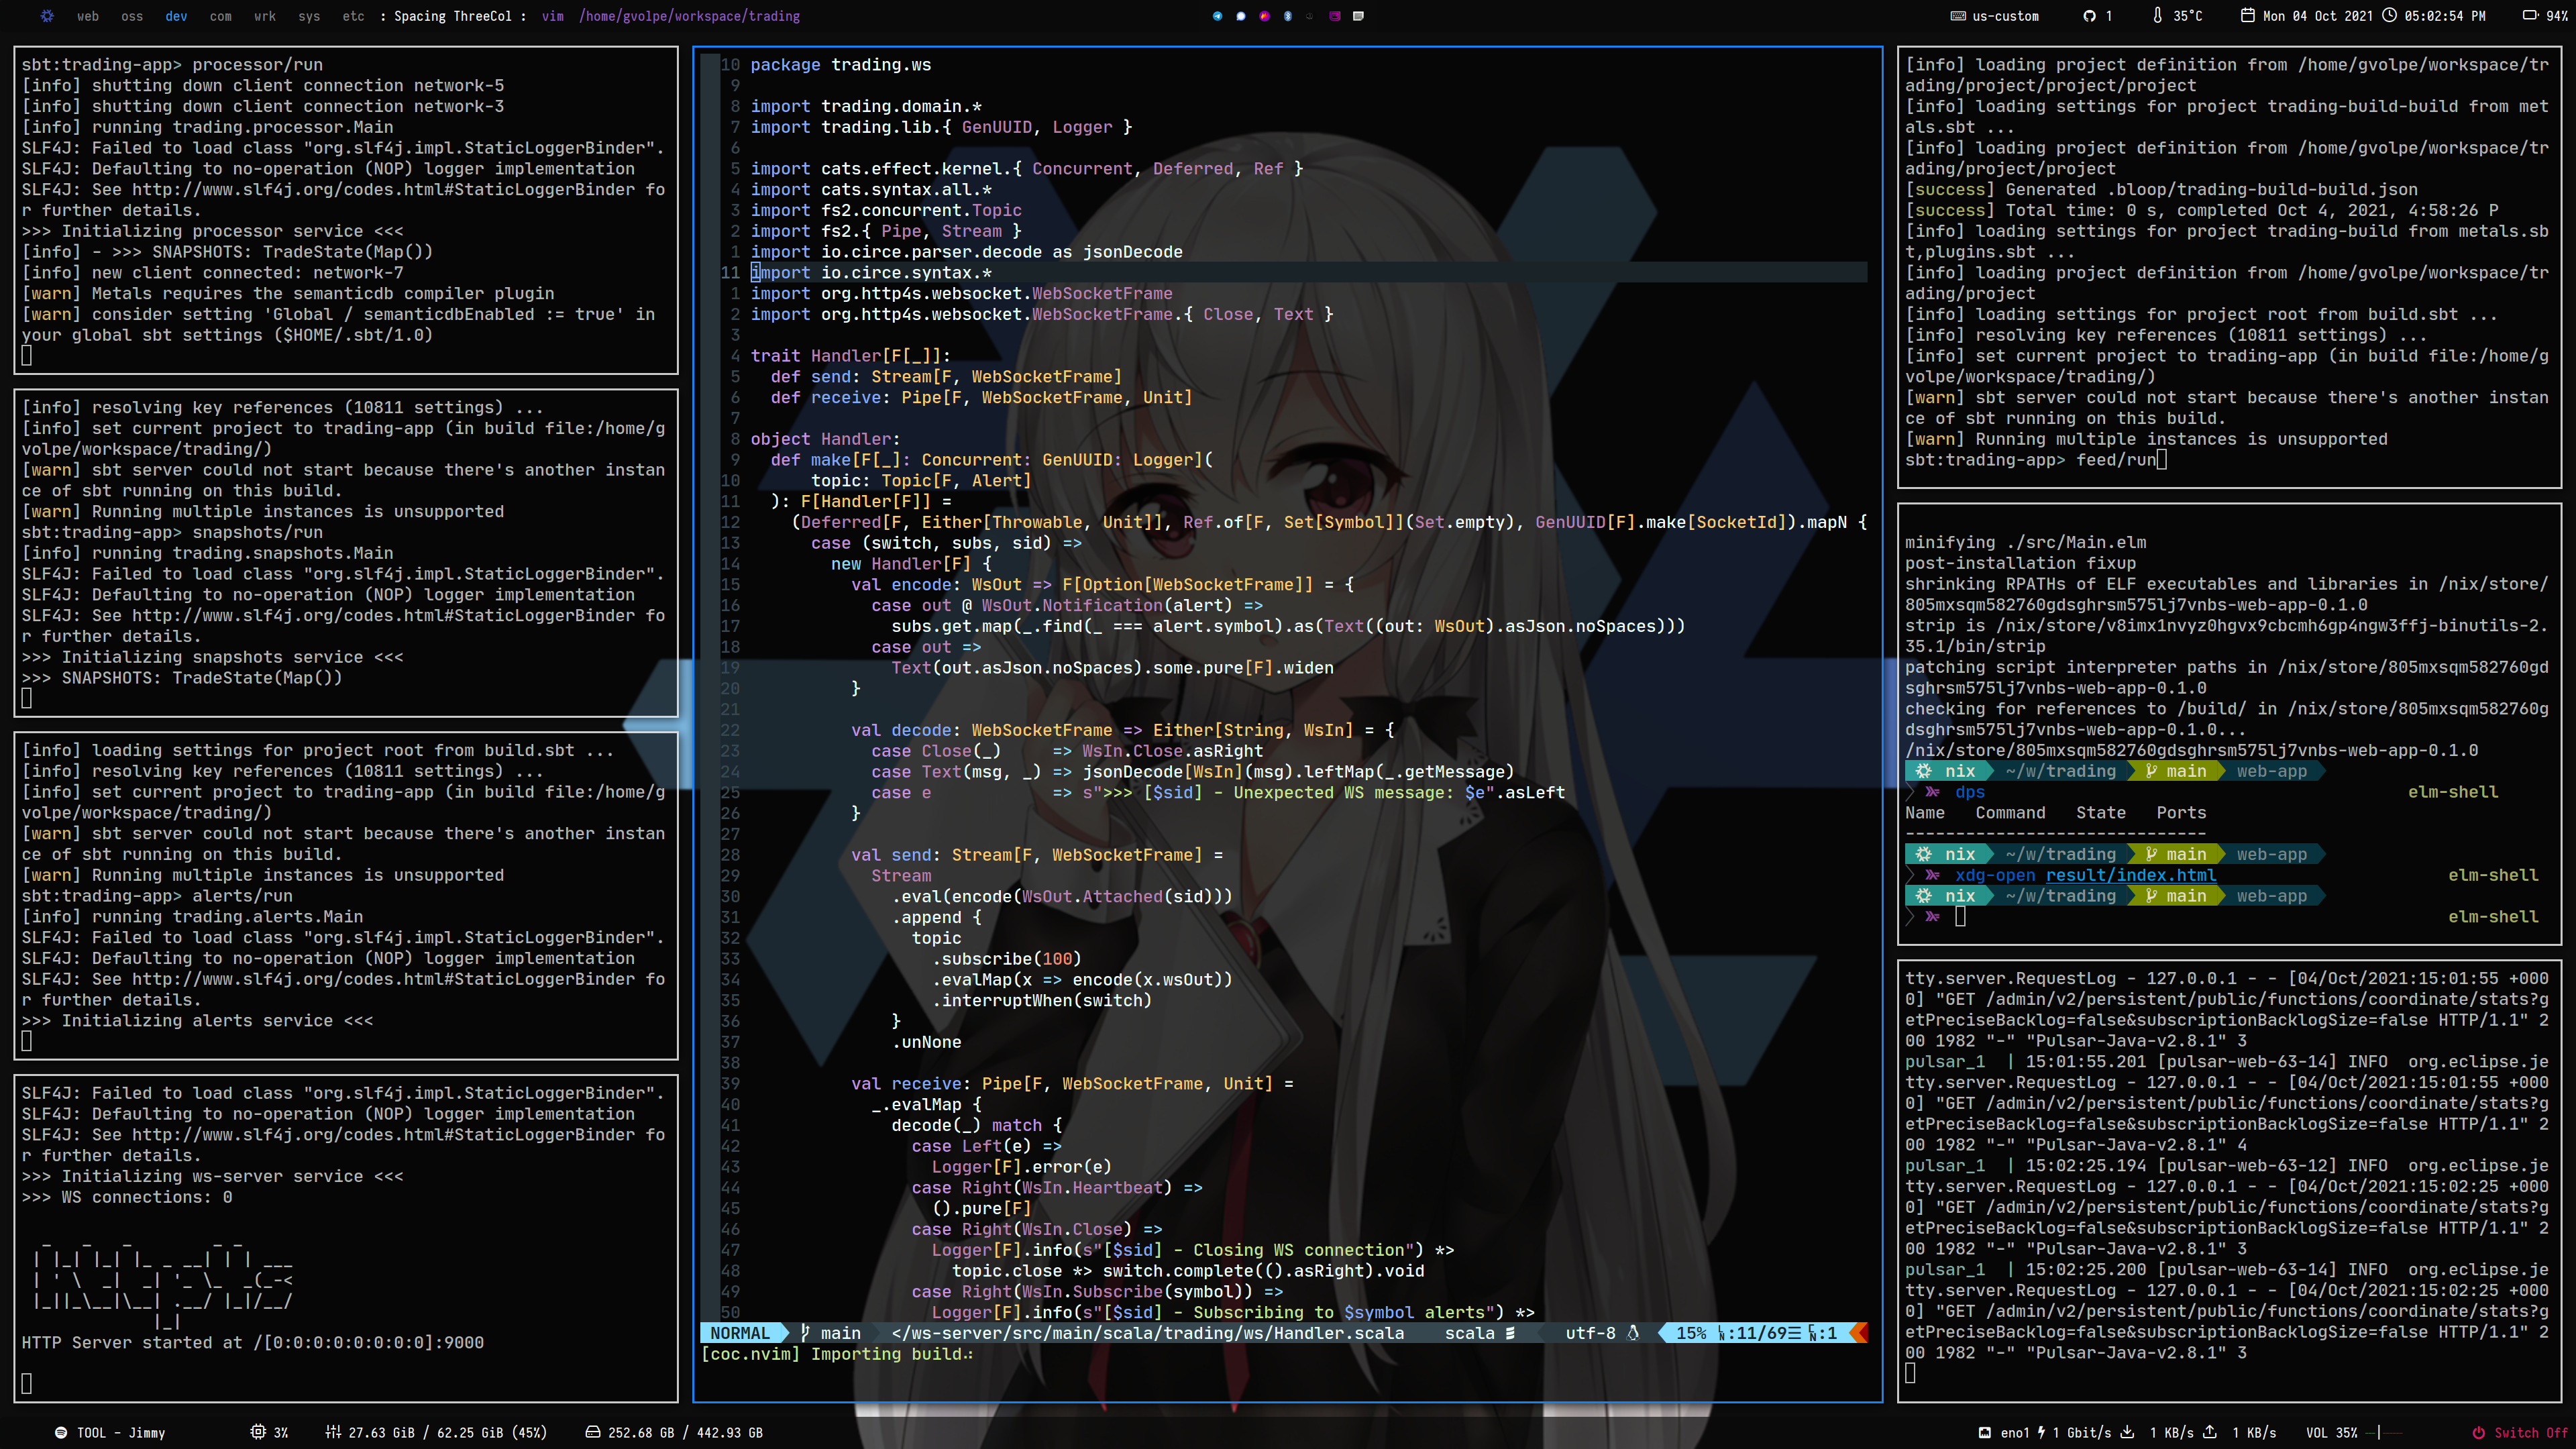 web oss dev com wrk sys etc : Spacing ThreeCol : vim /home/gvolpe/workspace/trading
us-custom 1 35°C Mon 04 Oct 2021 05:02:54 PM 94%
sbt:trading-app> processor/run
[info] shutting down client connection network-5
[info] shutting down client connection network-3
[info] running trading.processor.Main
SLF4J: Failed to load class "org.slf4j.impl.StaticLoggerBinder".
SLF4J: Defaulting to no-operation (NOP) logger implementation
SLF4J: See http://www.slf4j.org/codes.html#StaticLoggerBinder fo
r further details.
>>> Initializing processor service <<<
[info] - >>> SNAPSHOTS: TradeState(Map())
[info] new client connected: network-7
[warn] Metals requires the semanticdb compiler plugin
[warn] consider setting 'Global / semanticdbEnabled := true' in
your global sbt settings ($HOME/.sbt/1.0)
[info] resolving key references (10811 settings) ...
[info] set current project to trading-app (in build file:/home/g
volpe/workspace/trading/)
[warn] sbt server could not start because there's another instan
ce of sbt running on this build.
[warn] Running multiple instances is unsupported
sbt:trading-app> snapshots/run
[info] running trading.snapshots.Main
SLF4J: Failed to load class "org.slf4j.impl.StaticLoggerBinder".
SLF4J: Defaulting to no-operation (NOP) logger implementation
SLF4J: See http://www.slf4j.org/codes.html#StaticLoggerBinder fo
r further details.
>>> Initializing snapshots service <<<
>>> SNAPSHOTS: TradeState(Map())
[info] loading settings for project root from build.sbt ...
[info] resolving key references (10811 settings) ...
[info] set current project to trading-app (in build file:/home/g
volpe/workspace/trading/)
[warn] sbt server could not start because there's another instan
ce of sbt running on this build.
[warn] Running multiple instances is unsupported
sbt:trading-app> alerts/run
[info] running trading.alerts.Main
SLF4J: Failed to load class "org.slf4j.impl.StaticLoggerBinder".
SLF4J: Defaulting to no-operation (NOP) logger implementation
SLF4J: See http://www.slf4j.org/codes.html#StaticLoggerBinder fo
r further details.
>>> Initializing alerts service <<<
SLF4J: Failed to load class "org.slf4j.impl.StaticLoggerBinder".
SLF4J: Defaulting to no-operation (NOP) logger implementation
SLF4J: See http://www.slf4j.org/codes.html#StaticLoggerBinder fo
r further details.
>>> Initializing ws-server service <<<
>>> WS connections: 0
http4s
HTTP Server started at /[0:0:0:0:0:0:0:0]:9000
10 package trading.ws
9
8 import trading.domain.*
7 import trading.lib.{ GenUUID, Logger }
6
5 import cats.effect.kernel.{ Concurrent, Deferred, Ref }
4 import cats.syntax.all.*
3 import fs2.concurrent.Topic
2 import fs2.{ Pipe, Stream }
1 import io.circe.parser.decode as jsonDecode
11 import io.circe.syntax.*
1 import org.http4s.websocket.WebSocketFrame
2 import org.http4s.websocket.WebSocketFrame.{ Close, Text }
3
4 trait Handler[F[_]]:
5 def send: Stream[F, WebSocketFrame]
6 def receive: Pipe[F, WebSocketFrame, Unit]
7
8 object Handler:
9 def make[F[_]: Concurrent: GenUUID: Logger](
10 topic: Topic[F, Alert]
11 ): F[Handler[F]] =
12 (Deferred[F, Either[Throwable, Unit]], Ref.of[F, Set[Symbol]](Set.empty), GenUUID[F].make[SocketId]).mapN {
13 case (switch, subs, sid) =>
14 new Handler[F] {
15 val encode: WsOut => F[Option[WebSocketFrame]] = {
16 case out @ WsOut.Notification(alert) =>
17 subs.get.map(_.find(_ === alert.symbol).as(Text((out: WsOut).asJson.noSpaces)))
18 case out =>
19 Text(out.asJson.noSpaces).some.pure[F].widen
20 }
21
22 val decode: WebSocketFrame => Either[String, WsIn] = {
23 case Close(_) => WsIn.Close.asRight
24 case Text(msg, _) => jsonDecode[WsIn](msg).leftMap(_.getMessage)
25 case e => s">>> [$sid] - Unexpected WS message: $e".asLeft
26 }
27
28 val send: Stream[F, WebSocketFrame] =
29 Stream
30 .eval(encode(WsOut.Attached(sid)))
31 .append {
32 topic
33 .subscribe(100)
34 .evalMap(x => encode(x.wsOut))
35 .interruptWhen(switch)
36 }
37 .unNone
38
39 val receive: Pipe[F, WebSocketFrame, Unit] =
40 _.evalMap {
41 decode(_) match {
42 case Left(e) =>
43 Logger[F].error(e)
44 case Right(WsIn.Heartbeat) =>
45 ().pure[F]
46 case Right(WsIn.Close) =>
47 Logger[F].info(s"[$sid] - Closing WS connection") *>
48 topic.close *> switch.complete(().asRight).void
49 case Right(WsIn.Subscribe(symbol)) =>
50 Logger[F].info(s"[$sid] - Subscribing to $symbol alerts") *>
NORMAL main </ws-server/src/main/scala/trading/ws/Handler.scala scala utf-8 15% :11/69 :1
[coc.nvim] Importing build
[info] loading project definition from /home/gvolpe/workspace/tr
ading/project/project/project
[info] loading settings for project trading-build-build from met
als.sbt ...
[info] loading project definition from /home/gvolpe/workspace/tr
ading/project/project
[success] Generated .bloop/trading-build-build.json
[success] Total time: 0 s, completed Oct 4, 2021, 4:58:26 P
[info] loading settings for project trading-build from metals.sb
t,plugins.sbt ...
[info] loading project definition from /home/gvolpe/workspace/tr
ading/project
[info] loading settings for project root from build.sbt ...
[info] resolving key references (10811 settings) ...
[info] set current project to trading-app (in build file:/home/g
volpe/workspace/trading/)
[warn] sbt server could not start because there's another instan
ce of sbt running on this build.
[warn] Running multiple instances is unsupported
sbt:trading-app> feed/run
minifying ./src/Main.elm
post-installation fixup
shrinking RPATHs of ELF executables and libraries in /nix/store/
805mxsqm582760gdsghrsm575lj7vnbs-web-app-0.1.0
strip is /nix/store/v8imx1nvyz0hgvx9cbcmh6gp4ngw3ffj-binutils-2.
35.1/bin/strip
patching script interpreter paths in /nix/store/805mxsqm582760gd
sghrsm575lj7vnbs-web-app-0.1.0
checking for references to /build/ in /nix/store/805mxsqm582760g
dsghrsm575lj7vnbs-web-app-0.1.0...
/nix/store/805mxsqm582760gdsghrsm575lj7vnbs-web-app-0.1.0
nix ~/w/trading main web-app
dps elm-shell
Name Command State Ports
------------------------------
nix ~/w/trading main web-app
xdg-open result/index.html elm-shell
nix ~/w/trading main web-app
elm-shell
tty.server.RequestLog - 127.0.0.1 - - [04/Oct/2021:15:01:55 +000
0] "GET /admin/v2/persistent/public/functions/coordinate/stats?g
etPreciseBacklog=false&subscriptionBacklogSize=false HTTP/1.1" 2
00 1982 "-" "Pulsar-Java-v2.8.1" 3
pulsar_1 | 15:01:55.201 [pulsar-web-63-14] INFO org.eclipse.je
tty.server.RequestLog - 127.0.0.1 - - [04/Oct/2021:15:01:55 +000
0] "GET /admin/v2/persistent/public/functions/coordinate/stats?g
etPreciseBacklog=false&subscriptionBacklogSize=false HTTP/1.1" 2
00 1982 "-" "Pulsar-Java-v2.8.1" 4
pulsar_1 | 15:02:25.194 [pulsar-web-63-12] INFO org.eclipse.je
tty.server.RequestLog - 127.0.0.1 - - [04/Oct/2021:15:02:25 +000
0] "GET /admin/v2/persistent/public/functions/coordinate/stats?g
etPreciseBacklog=false&subscriptionBacklogSize=false HTTP/1.1" 2
00 1982 "-" "Pulsar-Java-v2.8.1" 3
pulsar_1 | 15:02:25.200 [pulsar-web-63-14] INFO org.eclipse.je
tty.server.RequestLog - 127.0.0.1 - - [04/Oct/2021:15:02:25 +000
0] "GET /admin/v2/persistent/public/functions/coordinate/stats?g
etPreciseBacklog=false&subscriptionBacklogSize=false HTTP/1.1" 2
00 1982 "-" "Pulsar-Java-v2.8.1" 3
TOOL - Jimmy 3% 27.63 GiB / 62.25 GiB (45%) 252.68 GB / 442.93 GB
eno1 1 Gbit/s 1 KB/s 1 KB/s VOL 35% Switch Off